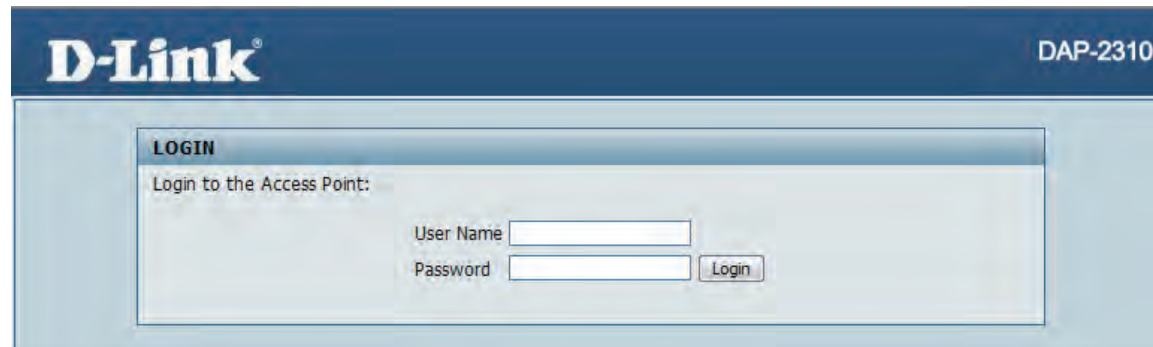 D-Link®
DAP-2310
LOGIN
Login to the Access Point:
User Name
Password
Login